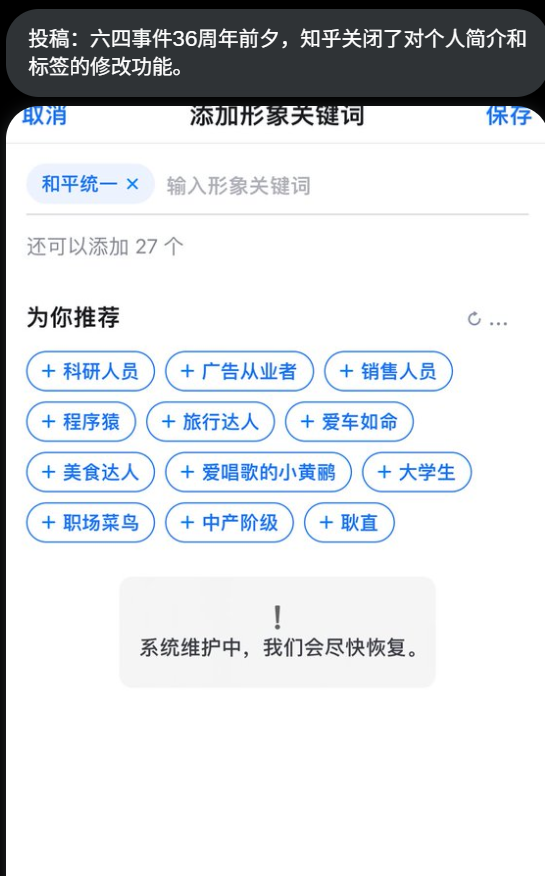 投稿：六四事件36周年前夕，知乎关闭了对个人简介和
标签的修改功能。
取消 添加形象关键词 保存
和平统一 × 输入形象关键词
还可以添加 27 个
为你推荐 ...
+ 科研人员 + 广告从业者 + 销售人员
+ 程序猿 + 旅行达人 + 爱车如命
+ 美食达人 + 爱唱歌的小黄鹂 + 大学生
+ 职场菜鸟 + 中产阶级 + 耿直
!
系统维护中，我们会尽快恢复。